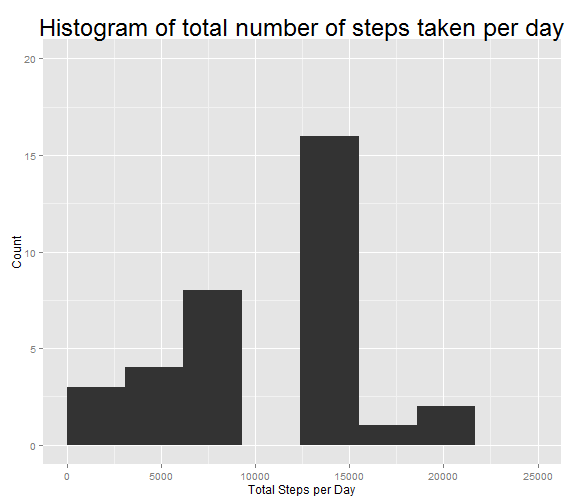 Histogram of total number of steps taken per day
20
15
10
5
0
Count
0 5000 10000 15000 20000 25000
Total Steps per Day